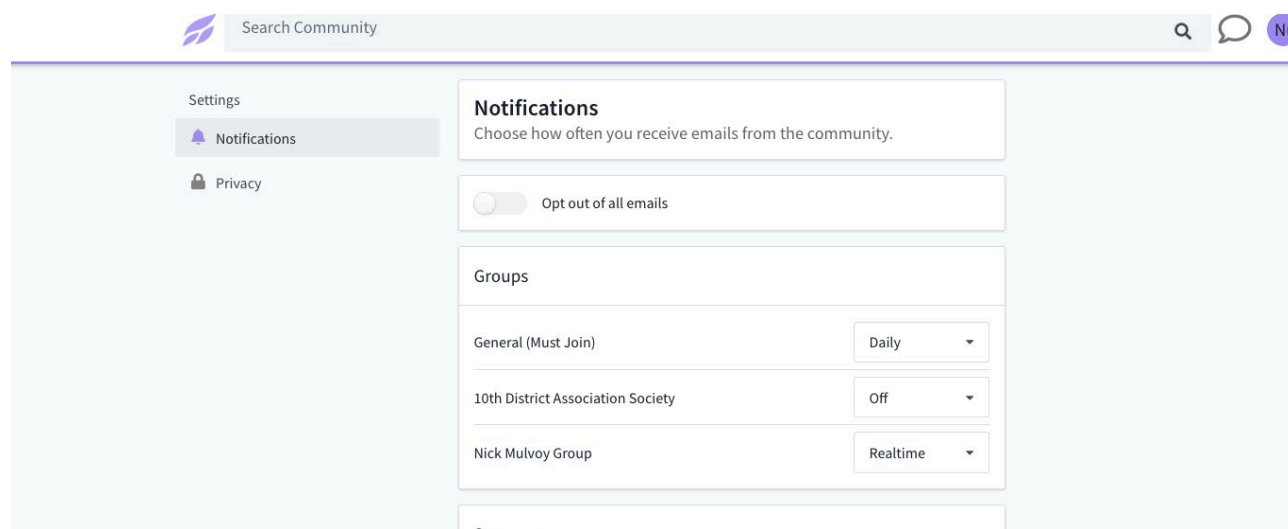 Search Community
Settings
Notifications
Privacy
Notifications
Choose how often you receive emails from the community.
Opt out of all emails
Groups
General (Must Join)
Daily
10th District Association Society
Off
Nick Mulvoy Group
Realtime